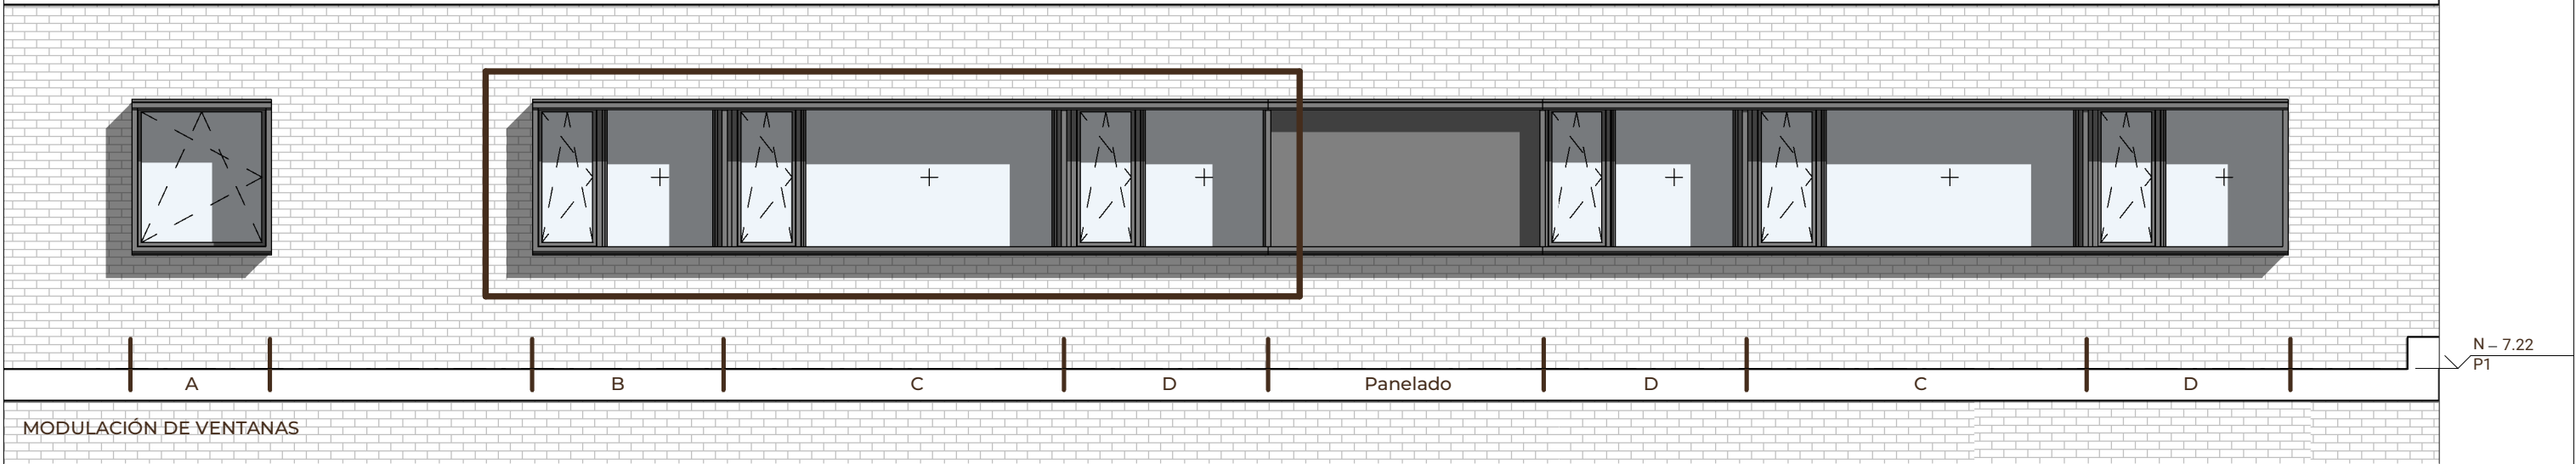 N – 7.22
P1
A
B
C
D
Panelado
D
C
D
MODULACIÓN DE VENTANAS